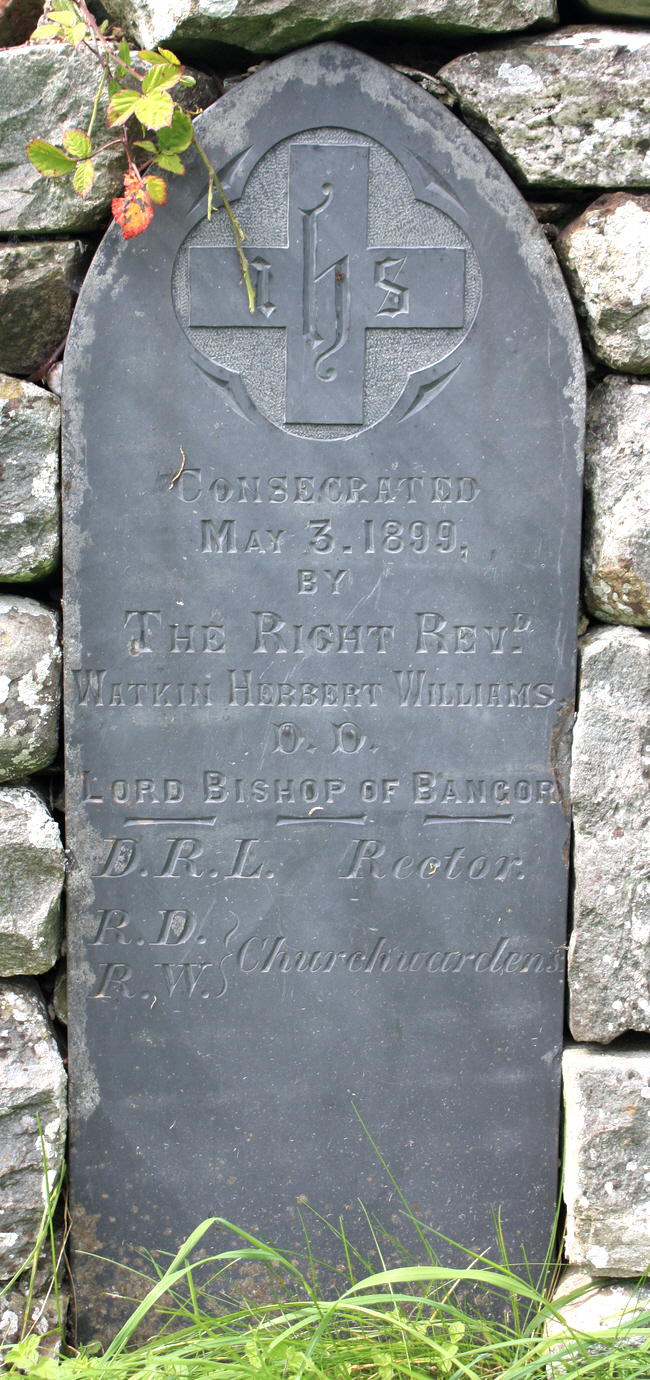 ihs
CONSECRATED
MAY 3. 1899,
BY
THE RIGHT REVD.
WATKIN HERBERT WILLIAMS
D. D.
LORD BISHOP OF BANGOR
D. R. L. Rector.
R. D.
R. W. } Churchwardens